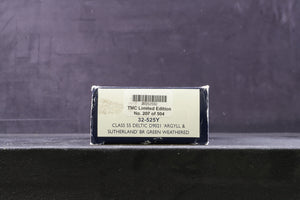 TMC Limited Edition
No. 207 of 504
32-525Y
CLASS 55 DELTIC D9021 'ARGYLL &
SUTHERLAND' BR GREEN WEATHERED